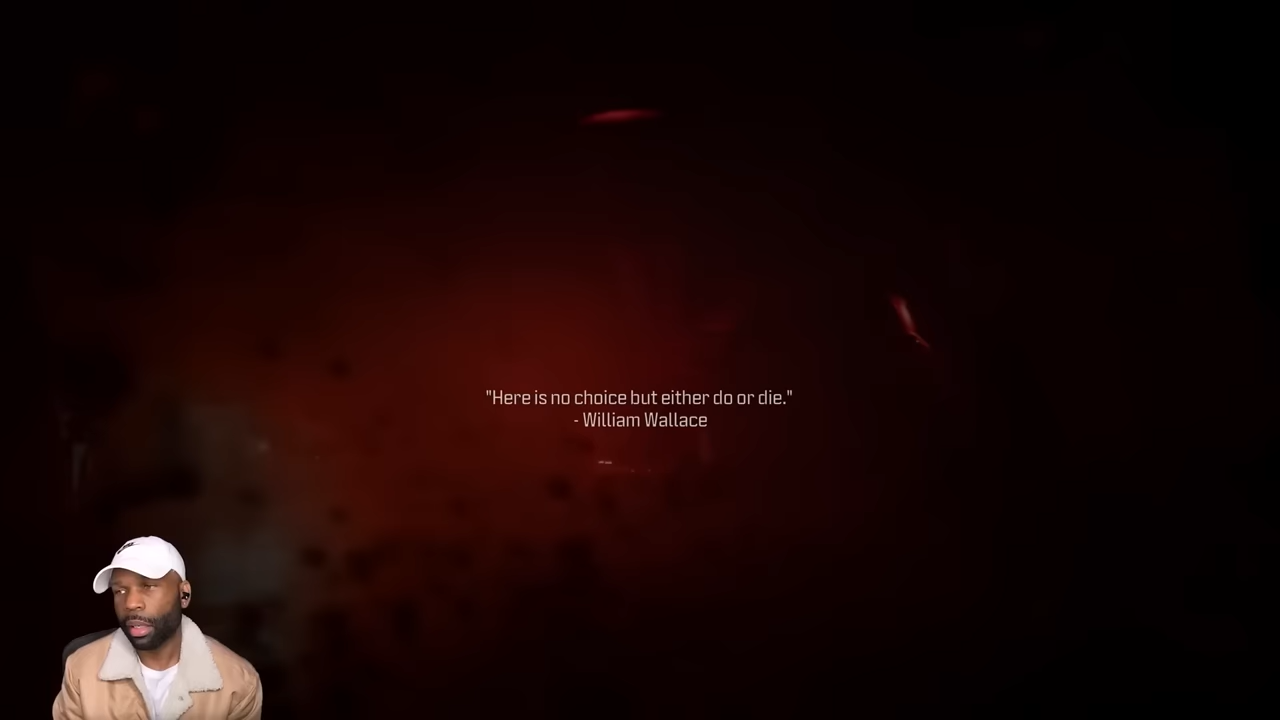 "Here is no choice but either do or die."
- William Wallace